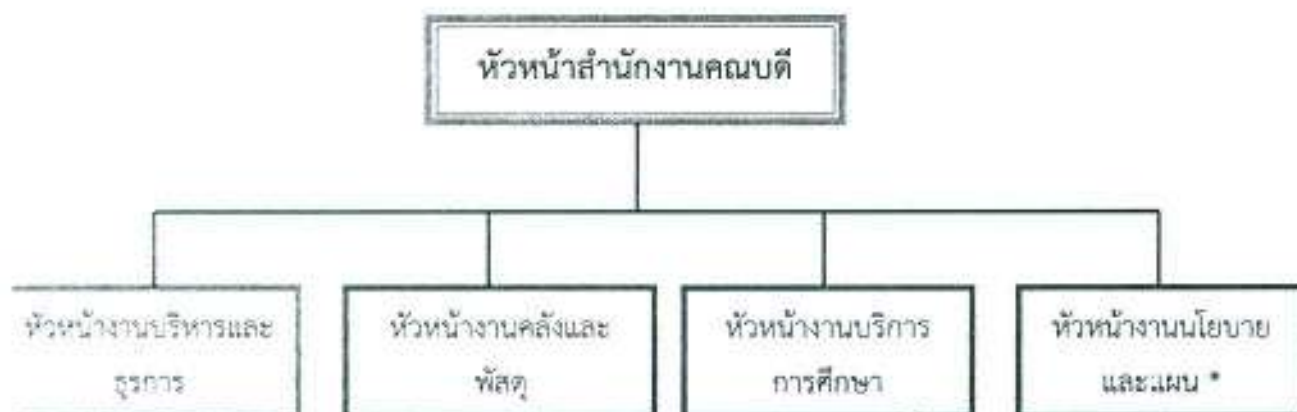 หัวหน้าสำนักงานคณบดี
หัวหน้างานบริหารและ
ธุรการ
หัวหน้างานคลังและ
พัสดุ
หัวหน้างานบริการ
การศึกษา
หัวหน้างานนโยบาย
และแผน *